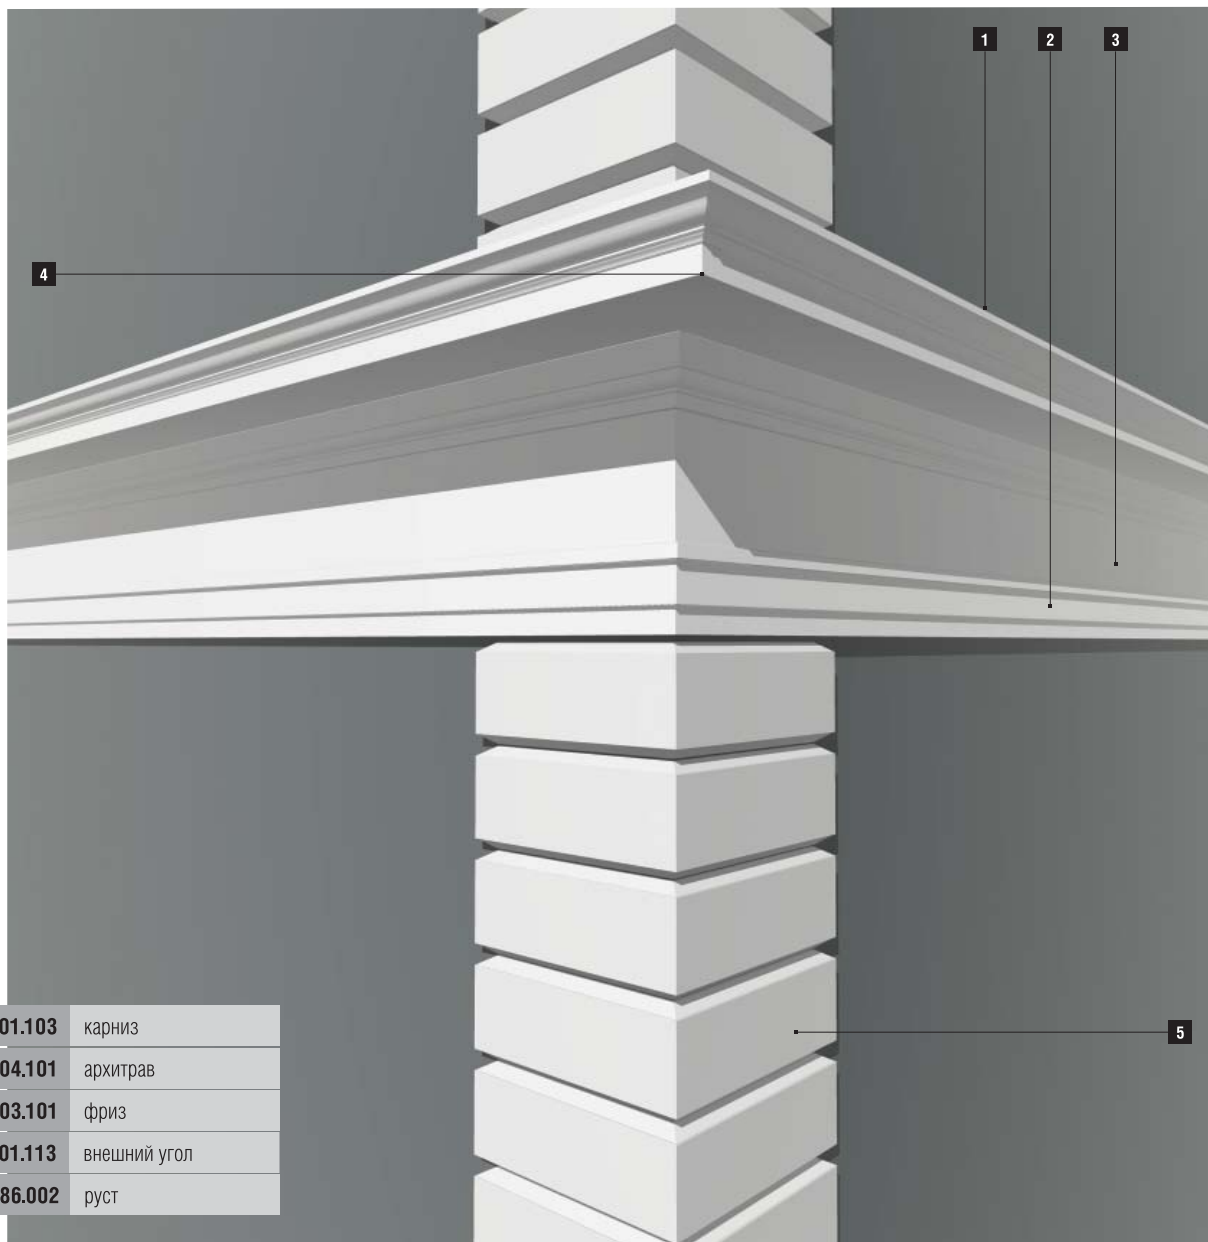 1 2 3
4
5
01.103 карниз
04.101 архитрав
03.101 фриз
01.113 внешний угол
86.002 руст